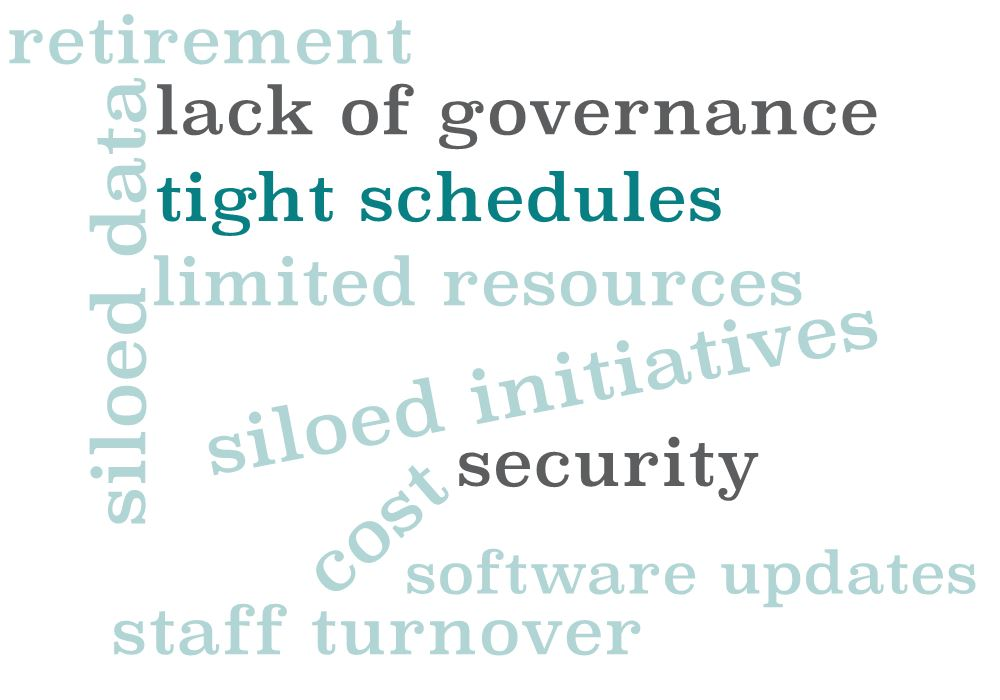 retirement
siloed data
lack of governance
tight schedules
limited resources
siloed initiatives
security
cost
software updates
staff turnover